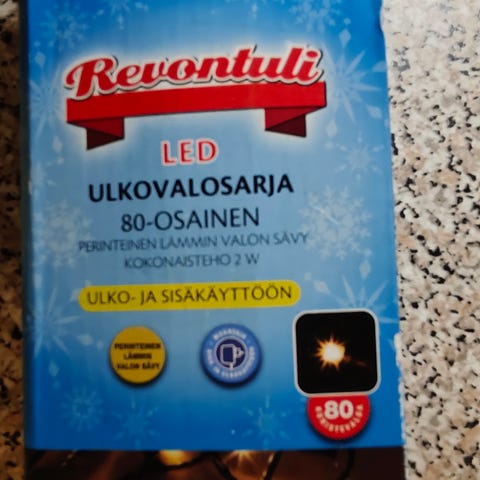 Revontuli
LED
ULKOVALOSARJA
80-OSAINEN
PERINTEINEN LÄMMIN VALON SÄVY
KOKONAISTEHO 2 W
ULKO- JA SISÄKÄYTTÖÖN
PERINTEINEN
LÄMMIN
VALON SÄVY
80
KORISTEVALOA